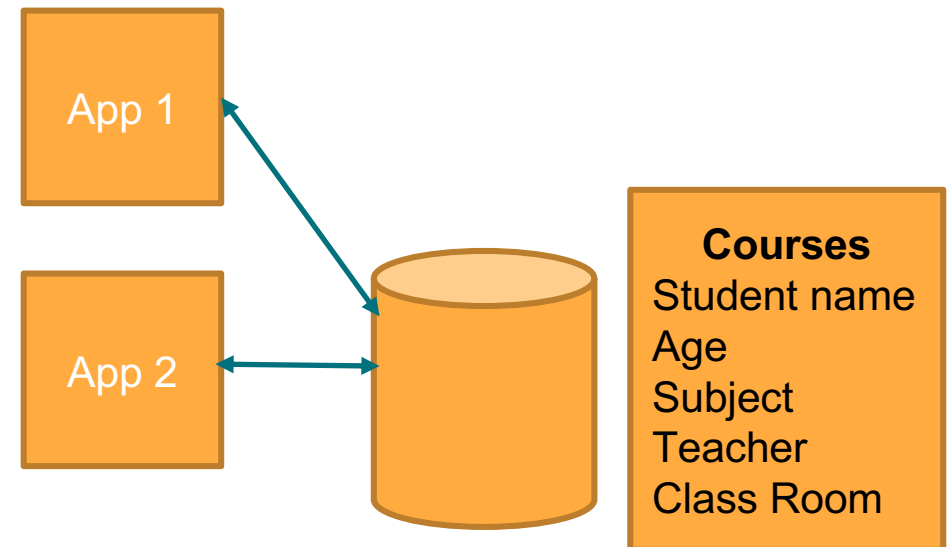 App 1
App 2
Courses
Student name
Age
Subject
Teacher
Class Room